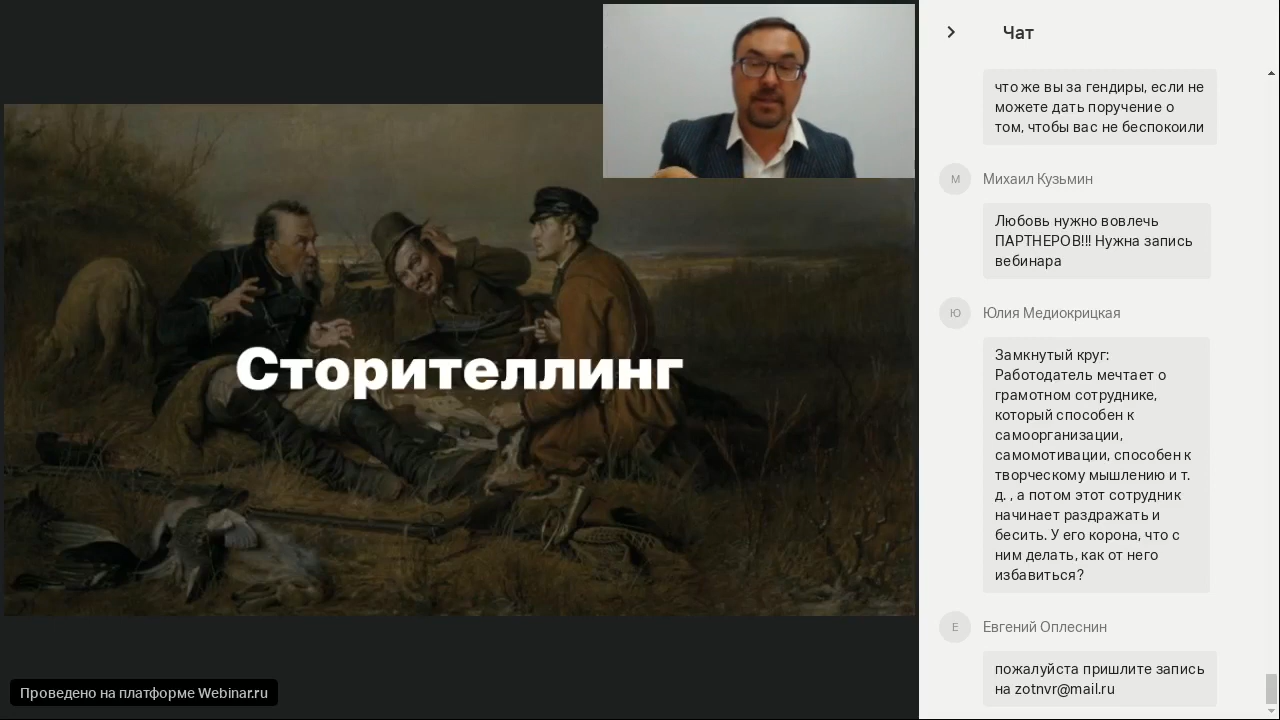 Сторителлинг
Проведено на платформе Webinar.ru
Чат
что же вы за гендиры, если не
можете дать поручение о
том, чтобы вас не беспокоили
М
Михаил Кузьмин
Любовь нужно вовлечь
ПАРТНЕРОВ!!! Нужна запись
вебинара
Ю
Юлия Медиокрицкая
Замкнутый круг:
Работодатель мечтает о
грамотном сотруднике,
который способен к
самоорганизации,
самомотивации, способен к
творческому мышлению и т.
д. , а потом этот сотрудник
начинает раздражать и
бесить. У его корона, что с
ним делать, как от него
избавиться?
Е
Евгений Оплеснин
пожалуйста пришлите запись
на zotnvr@mail.ru